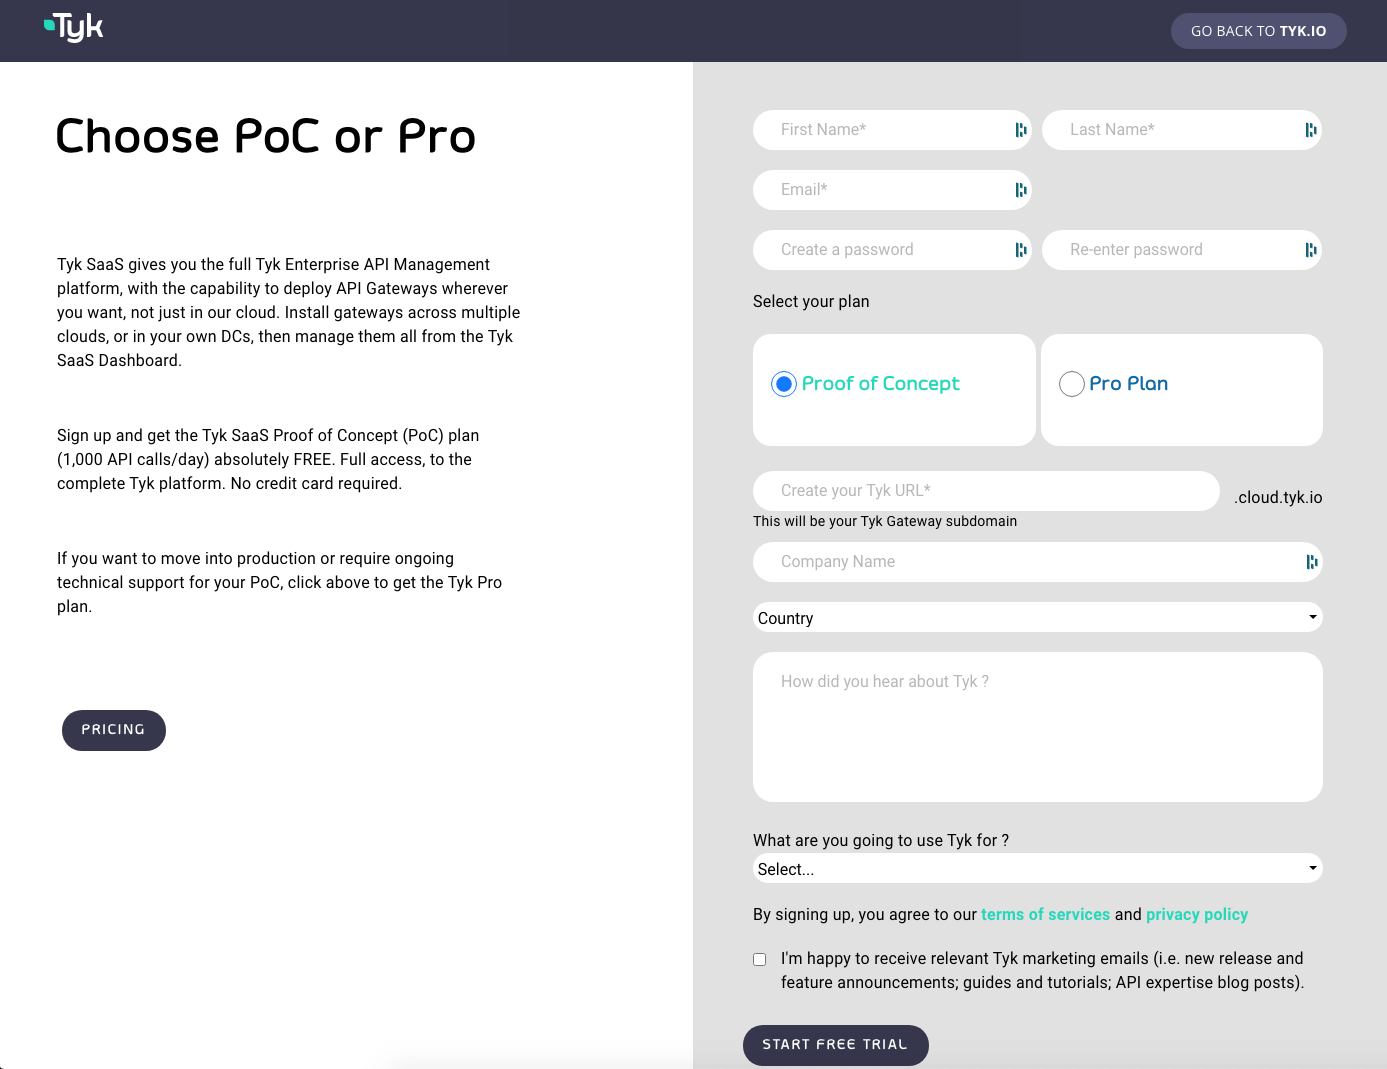 Tyk
GO BACK TO TYK.IO
Choose PoC or Pro
Tyk SaaS gives you the full Tyk Enterprise API Management
platform, with the capability to deploy API Gateways wherever
you want, not just in our cloud. Install gateways across multiple
clouds, or in your own DCs, then manage them all from the Tyk
SaaS Dashboard.
Sign up and get the Tyk SaaS Proof of Concept (PoC) plan
(1,000 API calls/day) absolutely FREE. Full access, to the
complete Tyk platform. No credit card required.
If you want to move into production or require ongoing
technical support for your PoC, click above to get the Tyk Pro
plan.
PRICING
First Name*
Last Name*
Email*
Create a password
Re-enter password
Select your plan
Proof of Concept
Pro Plan
Create your Tyk URL*
.cloud.tyk.io
This will be your Tyk Gateway subdomain
Company Name
Country
How did you hear about Tyk ?
What are you going to use Tyk for ?
Select...
By signing up, you agree to our terms of services and privacy policy
I'm happy to receive relevant Tyk marketing emails (i.e. new release and
feature announcements; guides and tutorials; API expertise blog posts).
START FREE TRIAL